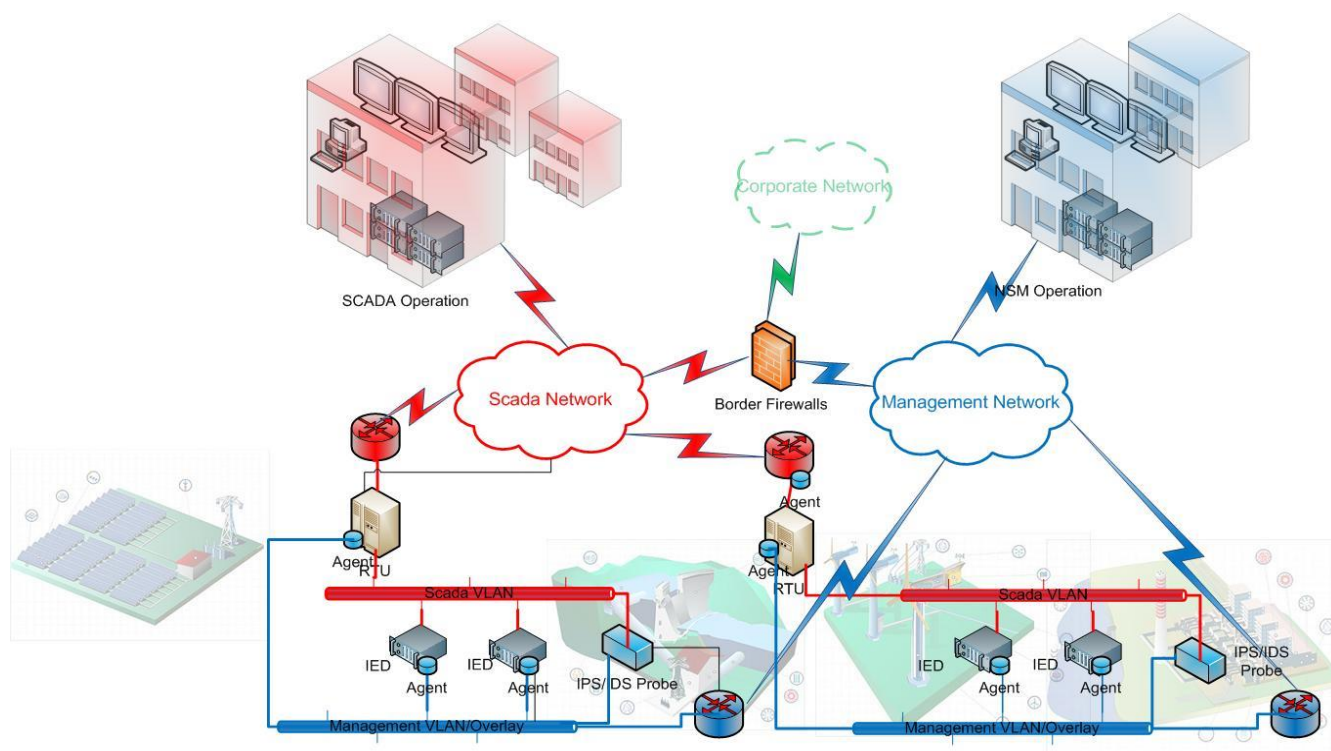 Corporate Network
SCADA Operation
NSM Operation
Scada Network
Border Firewalls
Management Network
Agent
Agent
RTU
Agent
RTU
Scada VLAN
Scada VLAN
IED
Agent
IED
Agent
IPS/IDS Probe
IED
Agent
IED
Agent
IPS/IDS
Probe
Management VLAN/Overlay
Management VLAN/Overlay